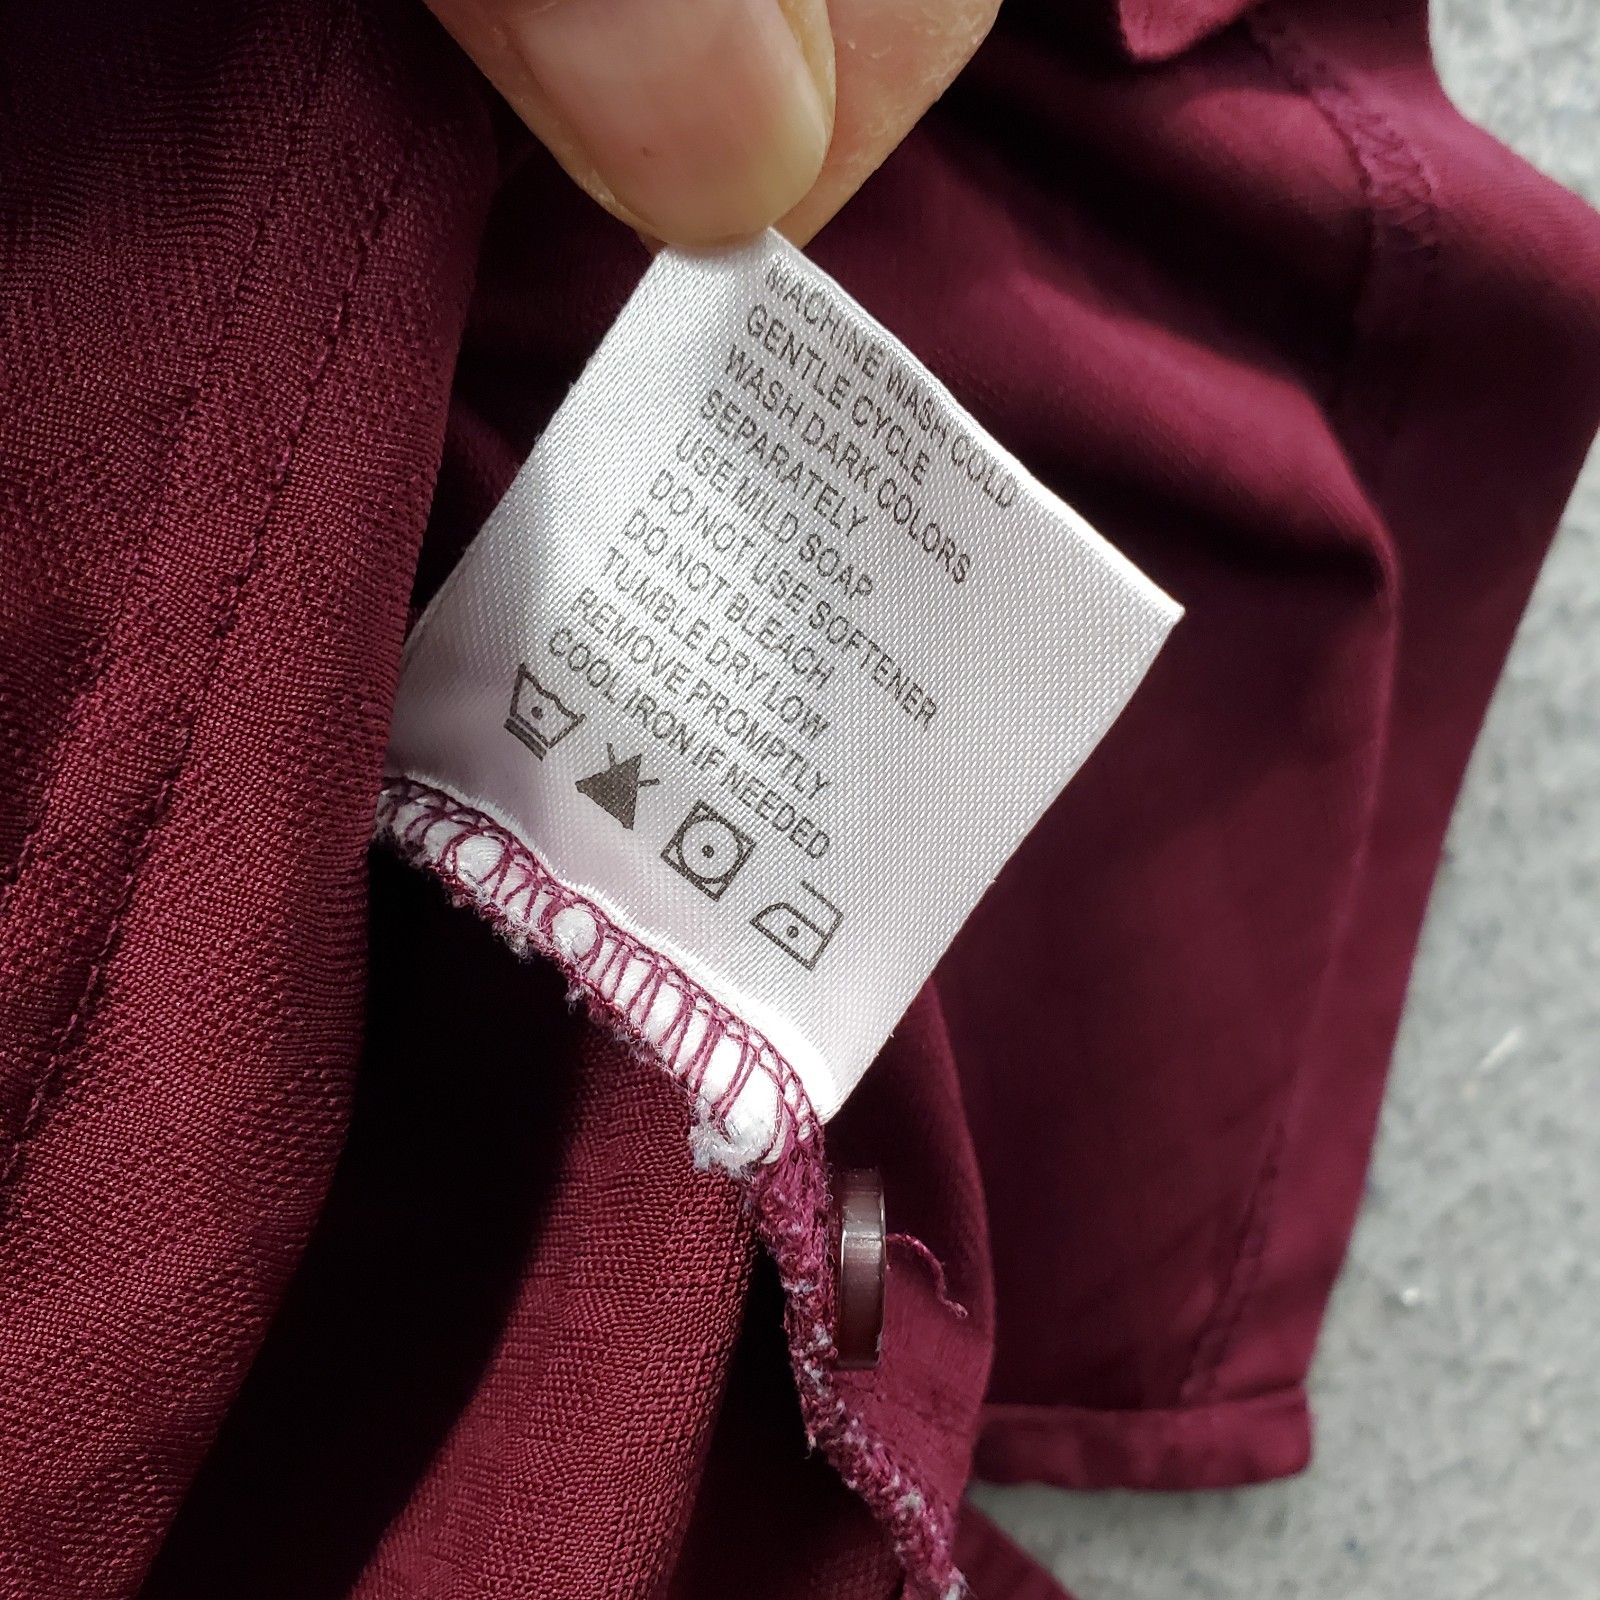 MACHINE WASH COLD
GENTLE CYCLE
WASH DARK COLORS
SEPARATELY
USE MILD SOAP
DO NOT USE SOFTENER
DO NOT BLEACH
TUMBLE DRY LOW
REMOVE PROMPTLY
COOL IRON IF NEEDED